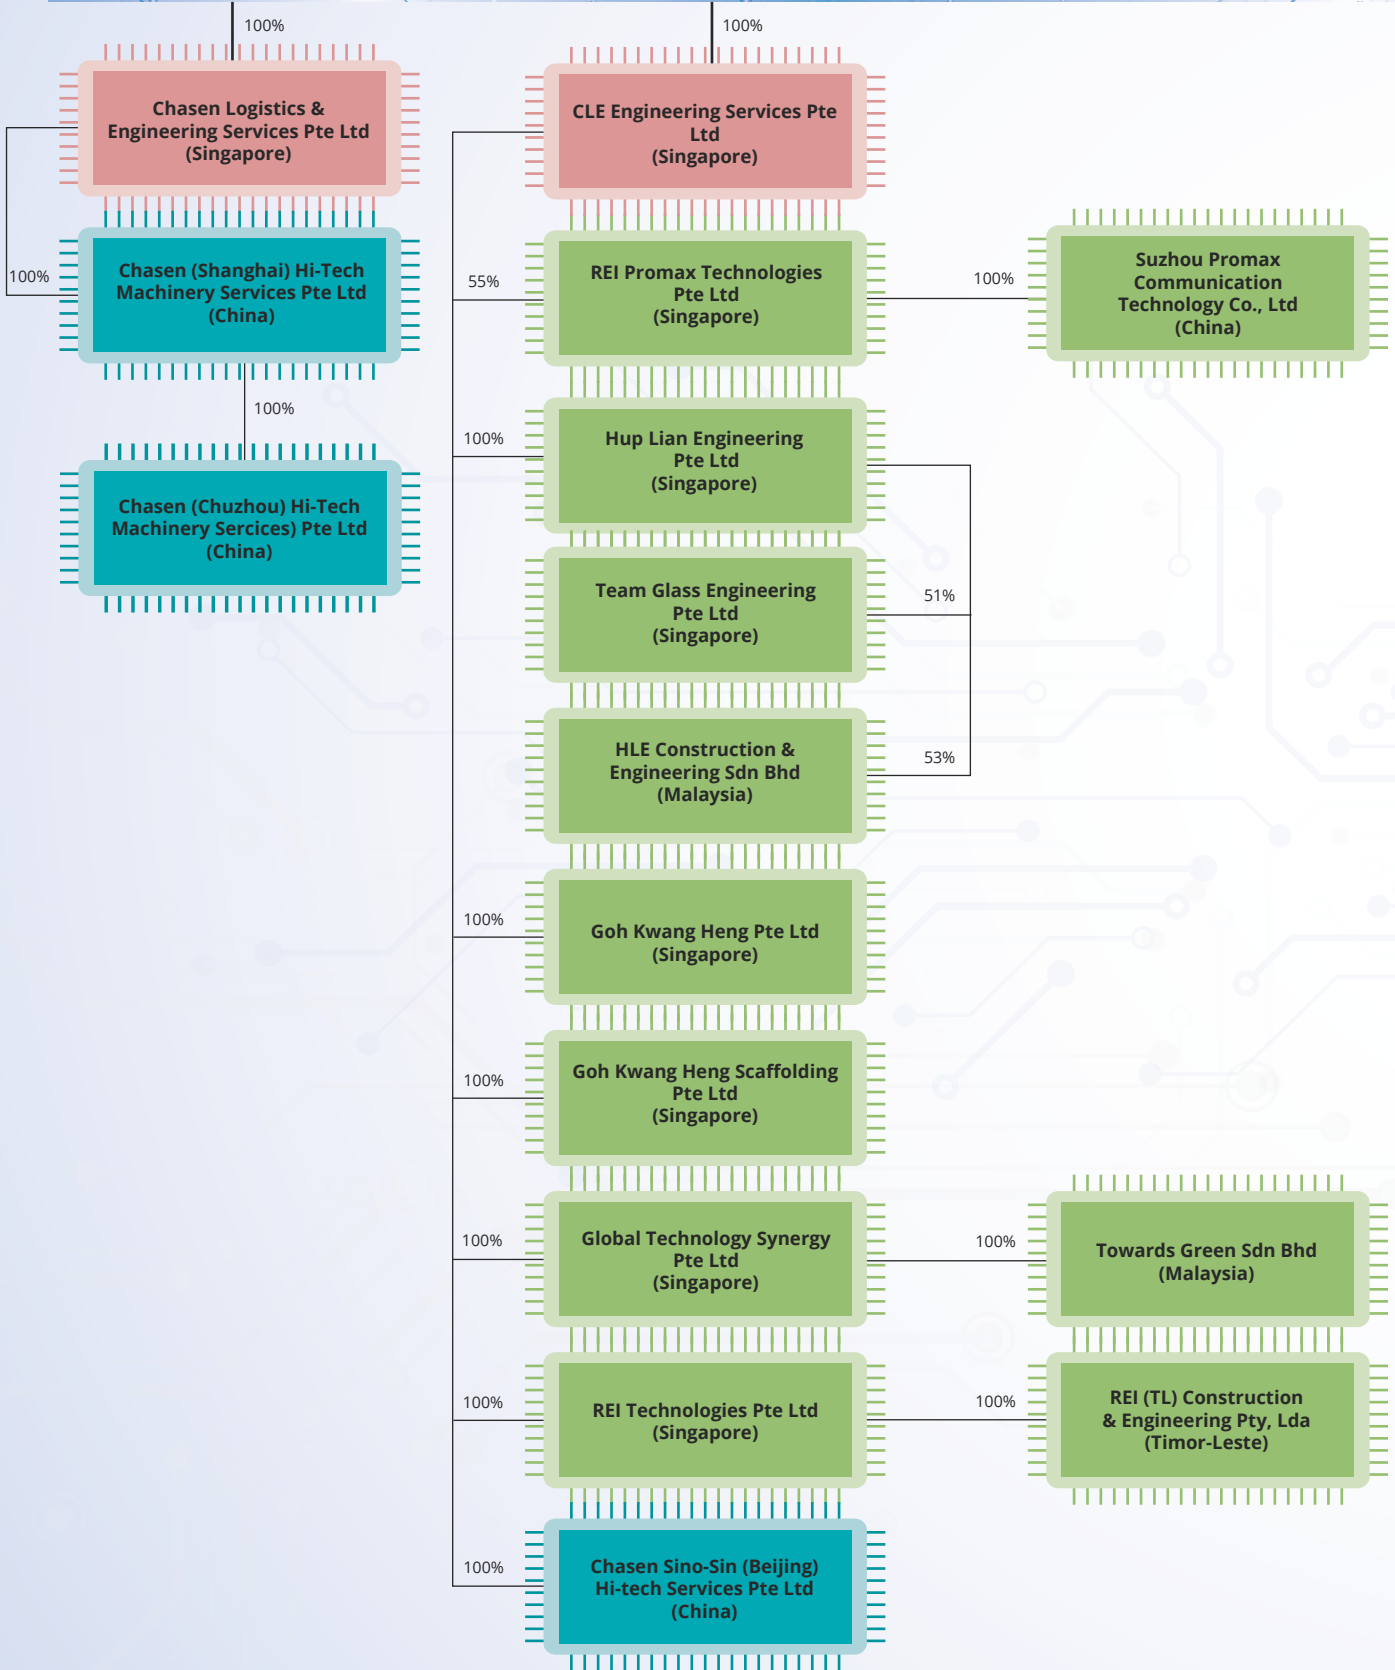 100%
Chasen Logistics &
Engineering Services Pte Ltd
(Singapore)
100%
Chasen (Shanghai) Hi-Tech
Machinery Services Pte Ltd
(China)
100%
Chasen (Chuzhou) Hi-Tech
Machinery Sercices) Pte Ltd
(China)
100%
CLE Engineering Services Pte
Ltd
(Singapore)
55%
REI Promax Technologies
Pte Ltd
(Singapore)
100%
Suzhou Promax
Communication
Technology Co., Ltd
(China)
100%
Hup Lian Engineering
Pte Ltd
(Singapore)
Team Glass Engineering
Pte Ltd
(Singapore)
51%
HLE Construction &
Engineering Sdn Bhd
(Malaysia)
53%
100%
Goh Kwang Heng Pte Ltd
(Singapore)
100%
Goh Kwang Heng Scaffolding
Pte Ltd
(Singapore)
100%
Global Technology Synergy
Pte Ltd
(Singapore)
100%
Towards Green Sdn Bhd
(Malaysia)
100%
REI Technologies Pte Ltd
(Singapore)
100%
REI (TL) Construction
& Engineering Pty, Lda
(Timor-Leste)
100%
Chasen Sino-Sin (Beijing)
Hi-tech Services Pte Ltd
(China)